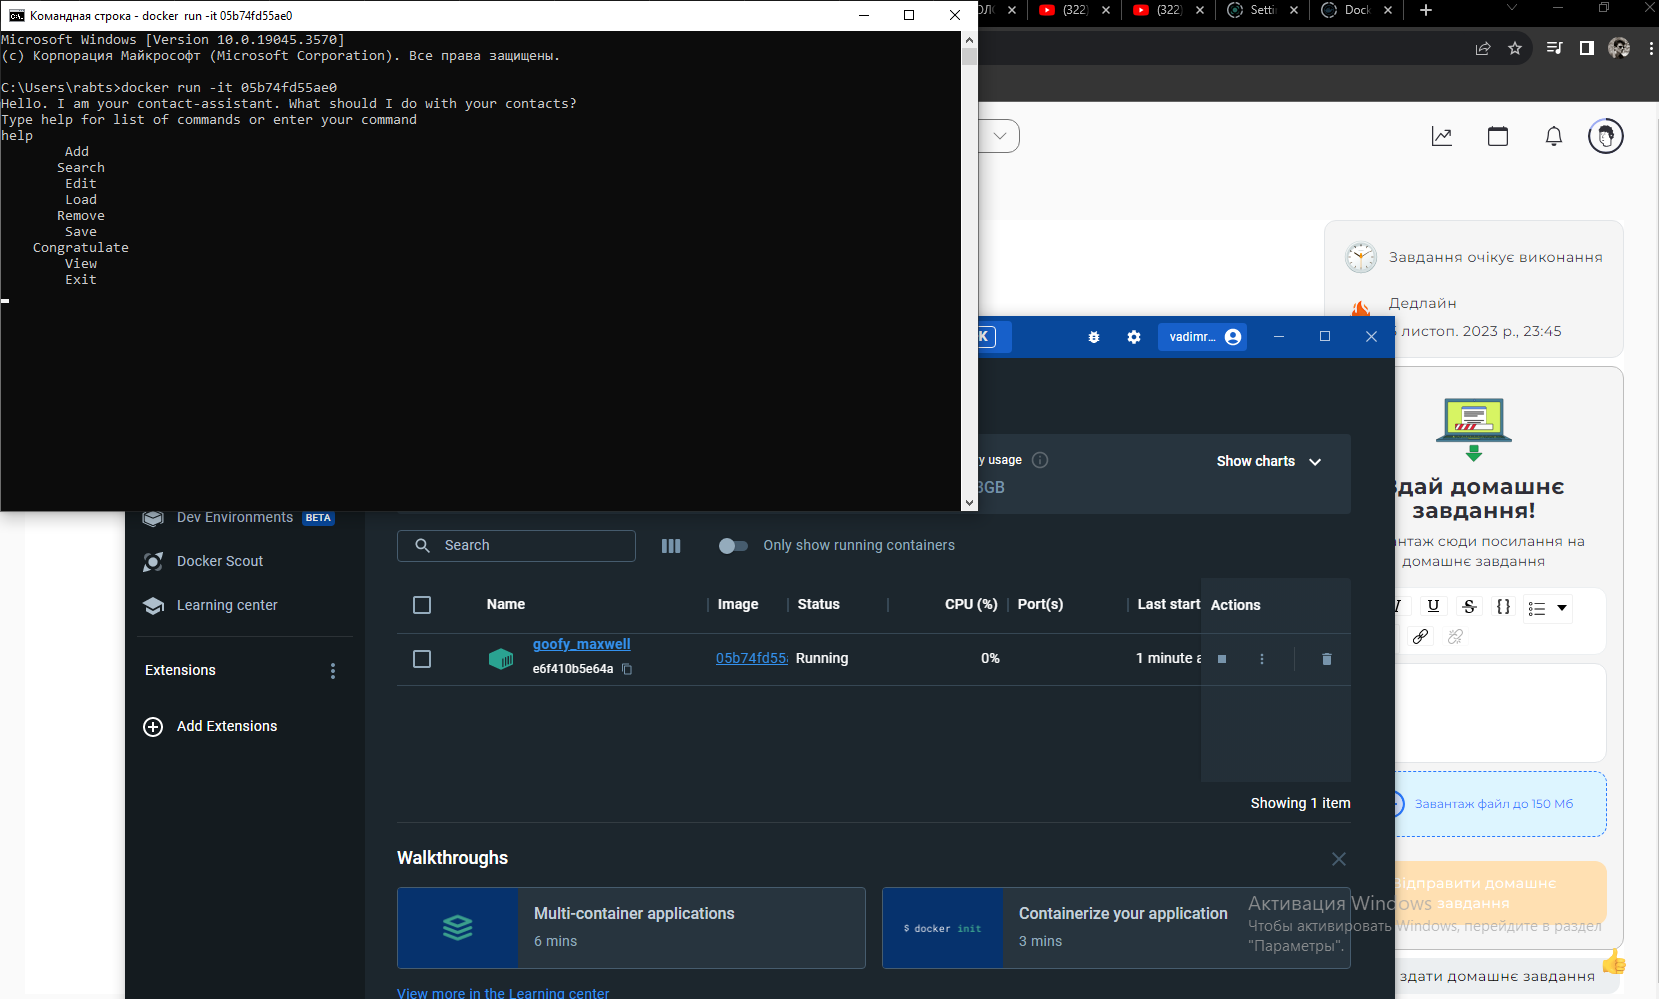 Командная строка - docker run -it 05b74fd55ae0
Microsoft Windows [Version 10.0.19045.3570]
(c) Корпорация Майкрософт (Microsoft Corporation). Все права защищены.
C:\Users\rabts>docker run -it 05b74fd55ae0
Hello. I am your contact-assistant. What should I do with your contacts?
Type help for list of commands or enter your command
help
Add
Search
Edit
Load
Remove
Save
Congratulate
View
Exit
(322)
(322)
Setti
Dock
Завдання очікує виконання
Дедлайн
листоп. 2023 р., 23:45
K
vadimr...
y usage
Show charts
GB
Dev Environments BETA
Docker Scout
Learning center
Extensions
Add Extensions
Search
Only show running containers
Name
Image
Status
CPU (%)
Port(s)
Last start
Actions
goofy_maxwell
e6f410b5e64a
05b74fd55
Running
0%
1 minute a
Showing 1 item
Walkthroughs
Multi-container applications
6 mins
$ docker init
Containerize your application
3 mins
View more in the Learning center
Здай домашнє
завдання!
нтаж сюди посилання на
домашнє завдання
I U S {}
Завантаж файл до 150 Мб
Відправити домашнє
завдання
Активация Windows
Чтобы активировать Windows, перейдите в раздел
"Параметры".
здати домашнє завдання